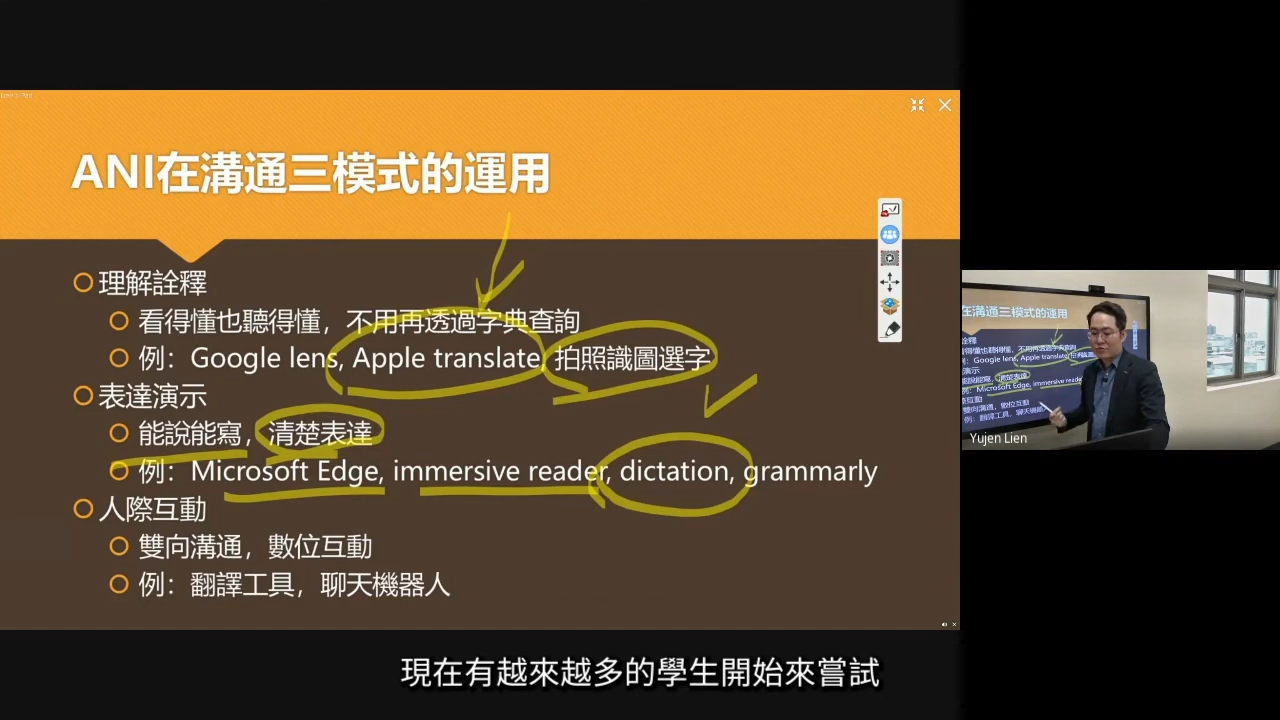 ANI在溝通三模式的運用
理解詮釋
看得懂也聽得懂，不用再透過字典查詢
例：Google lens, Apple translate, 拍照識圖選字
表達演示
能說能寫，清楚表達
例：Microsoft Edge, immersive reader, dictation, grammarly
人際互動
雙向溝通，數位互動
例：翻譯工具，聊天機器人
Yujen Lien
現在有越來越多的學生開始來嘗試